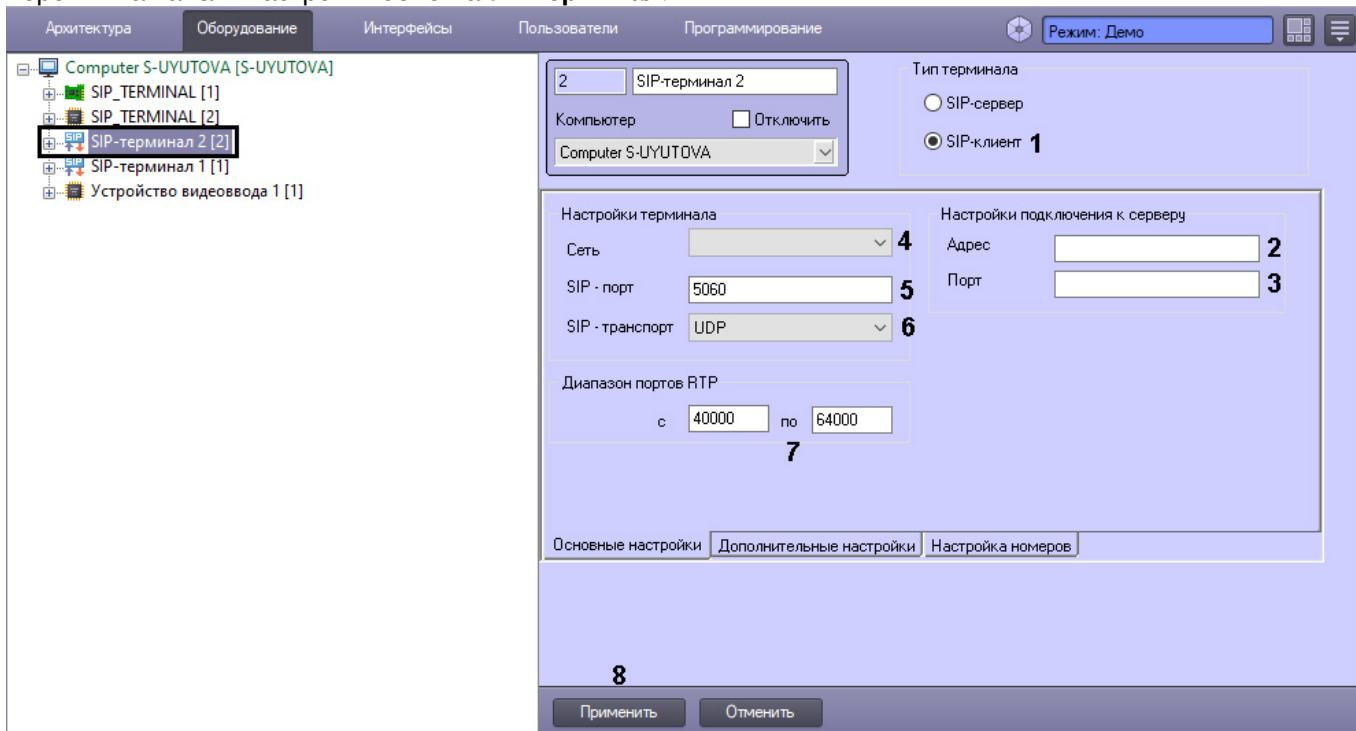 Архитектура Оборудование Интерфейсы Пользователи Программирование Режим: Демо
Computer S-UYUTOVA [S-UYUTOVA]
SIP_TERMINAL [1]
SIP_TERMINAL [2]
SIP-терминал 2 [2]
SIP-терминал 1 [1]
Устройство видеоввода 1 [1]
2 SIP-терминал 2
Компьютер Отключить
Computer S-UYUTOVA
Тип терминала
SIP-сервер
SIP-клиент 1
Настройки терминала
Сеть 4
SIP - порт 5060 5
SIP - транспорт UDP 6
Настройки подключения к серверу
Адрес 2
Порт 3
Диапазон портов RTP
с 40000 по 64000
7
Основные настройки Дополнительные настройки Настройка номеров
8
Применить Отменить